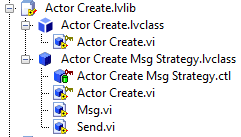 Actor Create.lvlib
Actor Create.lvclass
Actor Create.vi
Actor Create Msg Strategy.lvclass
Actor Create Msg Strategy.ctl
Actor Create.vi
Msg.vi
Send.vi